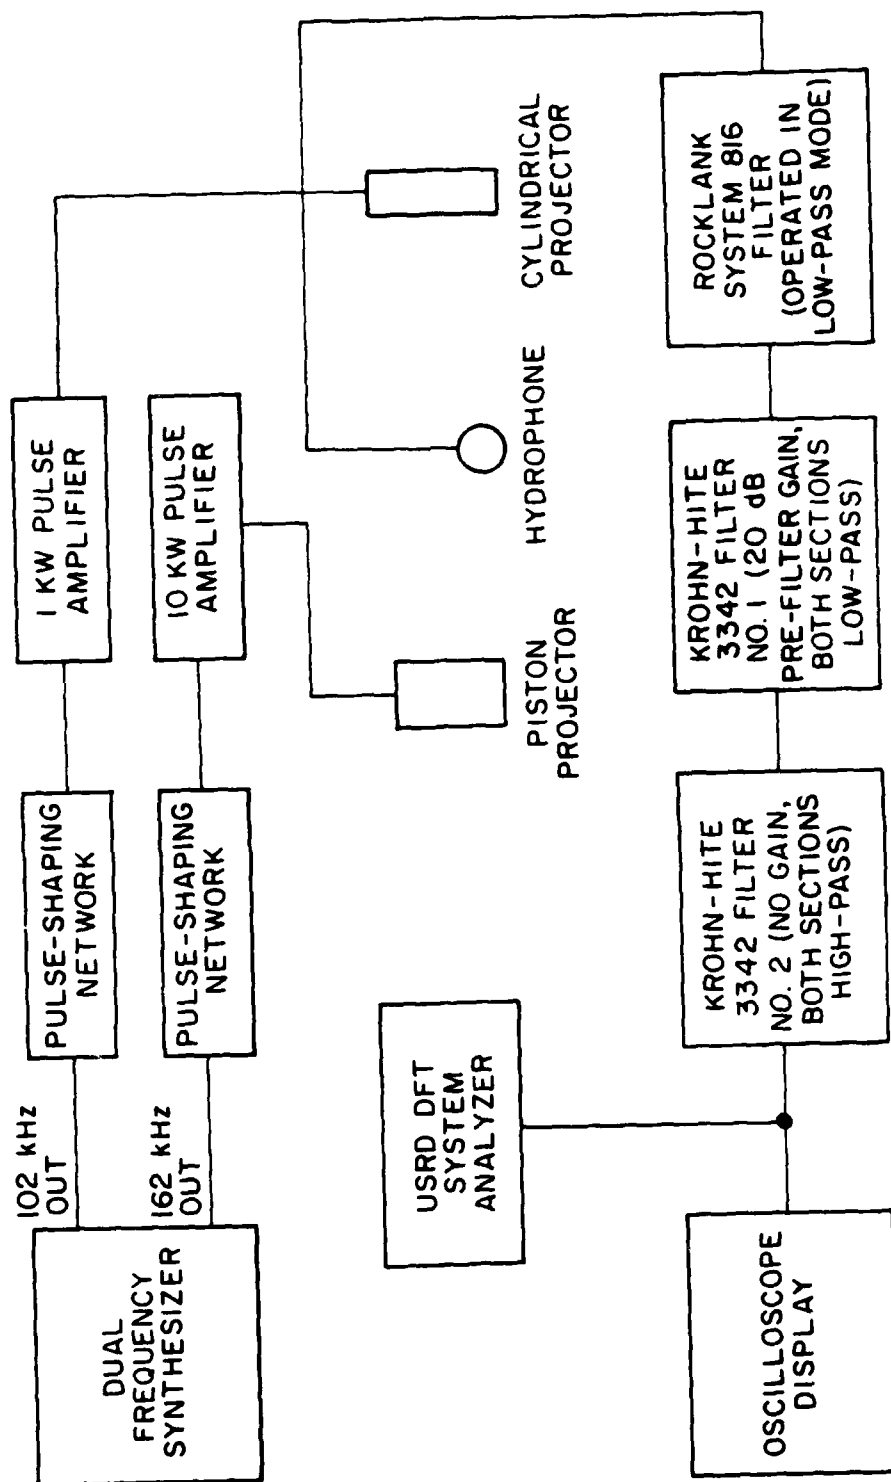 DUAL
FREQUENCY
SYNTHESIZER
102 kHz
OUT
162 kHz
OUT
PULSE-SHAPING
NETWORK
PULSE-SHAPING
NETWORK
1 KW PULSE
AMPLIFIER
10 KW PULSE
AMPLIFIER
PISTON
PROJECTOR
HYDROPHONE
CYLINDRICAL
PROJECTOR
USRD DFT
SYSTEM
ANALYZER
OSCILLOSCOPE
DISPLAY
KROHN-HITE
3342 FILTER
NO. 2 (NO GAIN,
BOTH SECTIONS
HIGH-PASS)
KROHN-HITE
3342 FILTER
NO. 1 (20 dB
PRE-FILTER GAIN,
BOTH SECTIONS
LOW-PASS)
ROCKLANK
SYSTEM 816
FILTER
(OPERATED IN
LOW-PASS MODE)